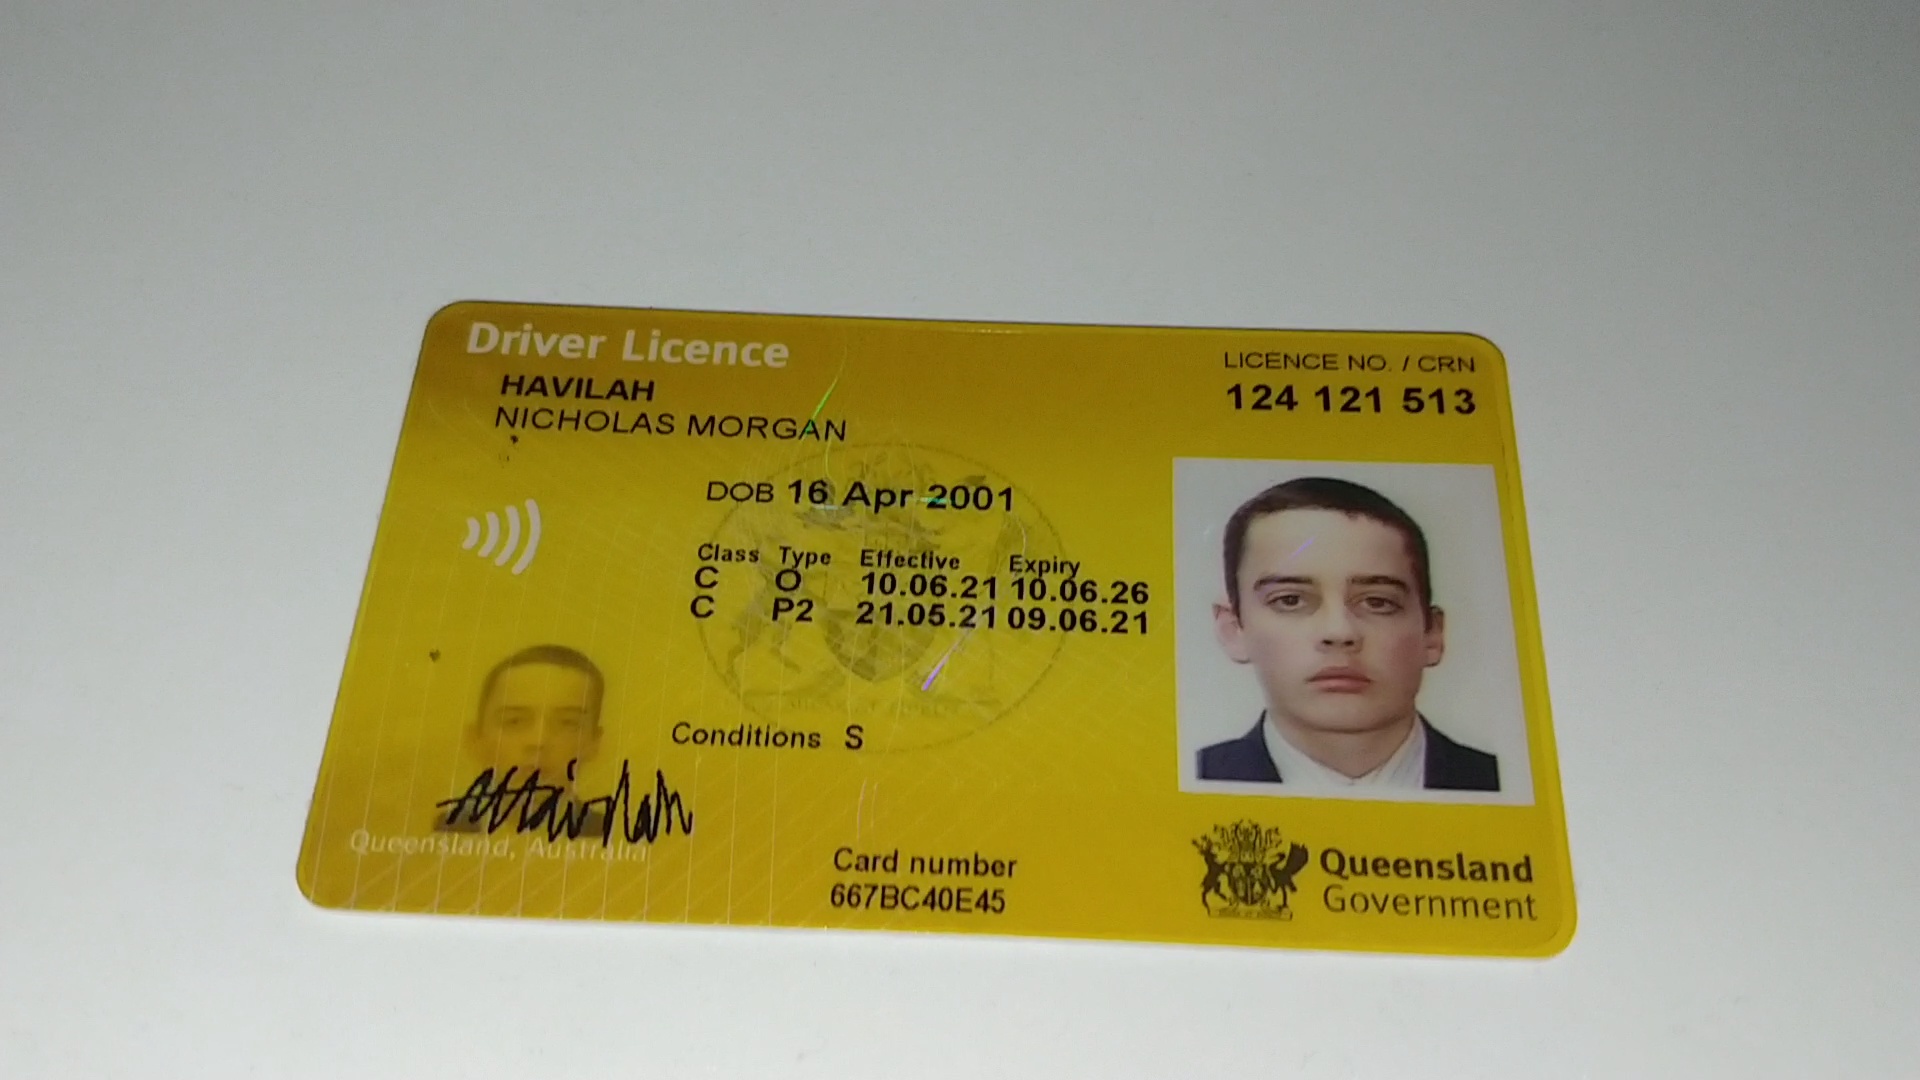 Driver Licence
HAVILAH
NICHOLAS MORGAN
LICENCE NO. / CRN
124 121 513
DOB 16 Apr 2001
Class Type Effective Expiry
C O 10.06.21 10.06.26
C P2 21.05.21 09.06.21
Conditions S
Queensland, Australia
Card number
667BC40E45
Queensland
Government